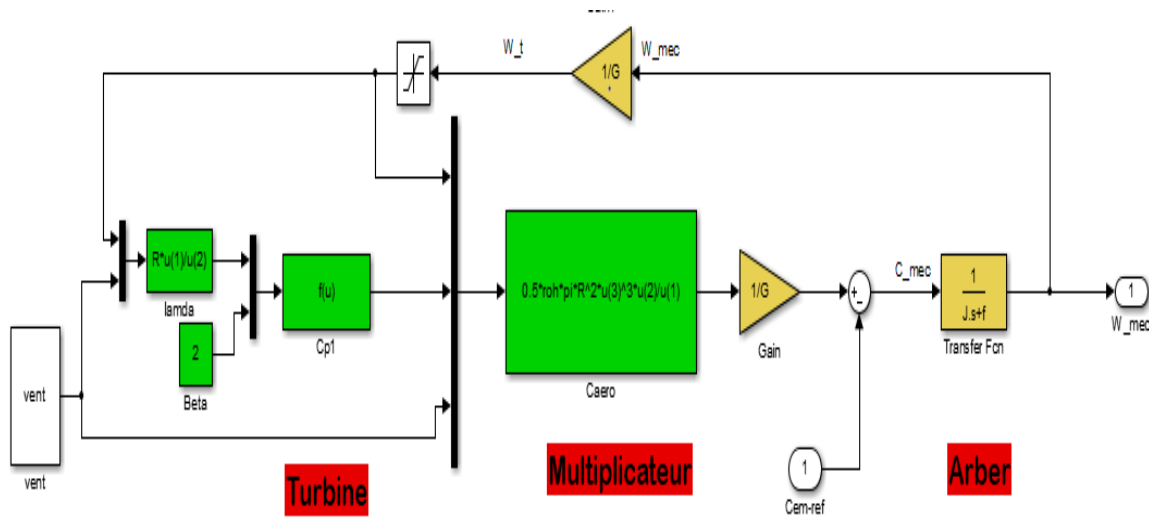 W_t
W_mec
1/G
R*u(1)/u(2)
lamda
f(u)
Cp1
2
Beta
vent
vent
0.5*roh*pi*R^2*u(3)^3*u(2)/u(1)
Caero
1/G
Gain
+
-
C_mec
1
J.s+f
Transfer Fcn
1
W_mec
1
Cem-ref
Turbine
Multiplicateur
Arber